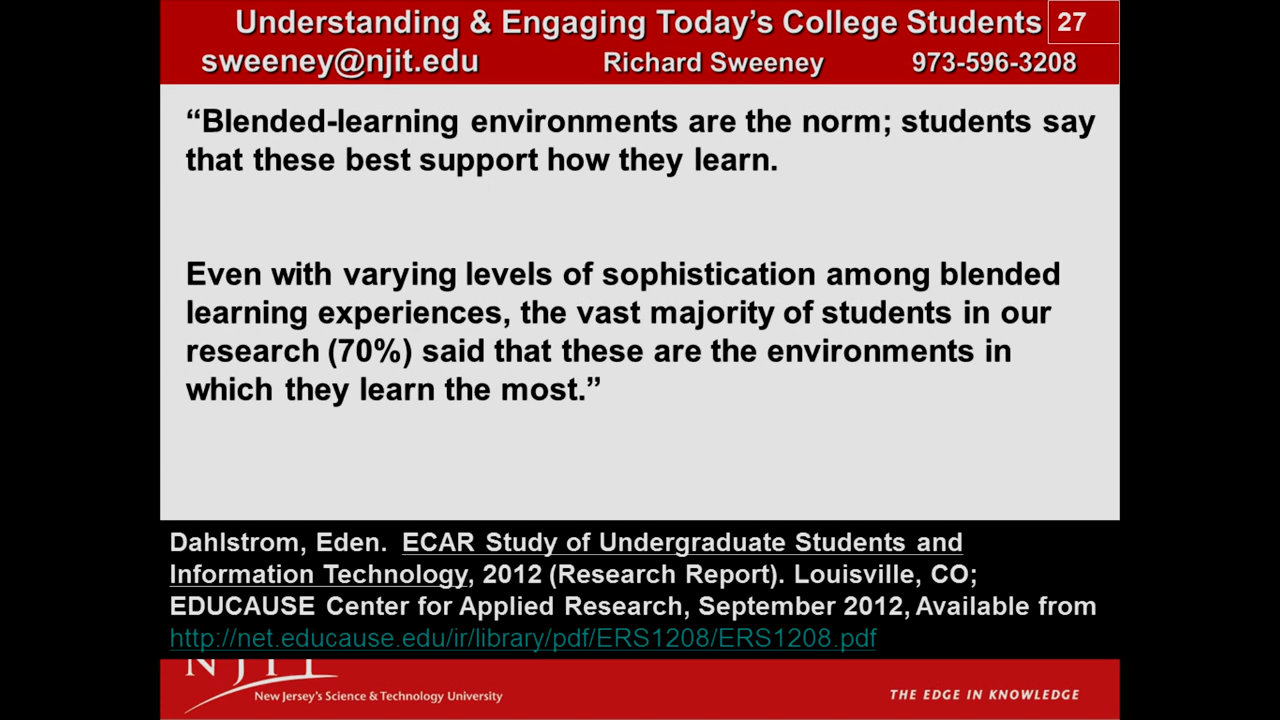 Understanding & Engaging Today's College Students 27
sweeney@njit.edu Richard Sweeney 973-596-3208
“Blended-learning environments are the norm; students say
that these best support how they learn.
Even with varying levels of sophistication among blended
learning experiences, the vast majority of students in our
research (70%) said that these are the environments in
which they learn the most.”
Dahlstrom, Eden. ECAR Study of Undergraduate Students and
Information Technology, 2012 (Research Report). Louisville, CO;
EDUCAUSE Center for Applied Research, September 2012, Available from
http://net.educause.edu/ir/library/pdf/ERS1208/ERS1208.pdf
NJIT
New Jersey's Science & Technology University
THE EDGE IN KNOWLEDGE